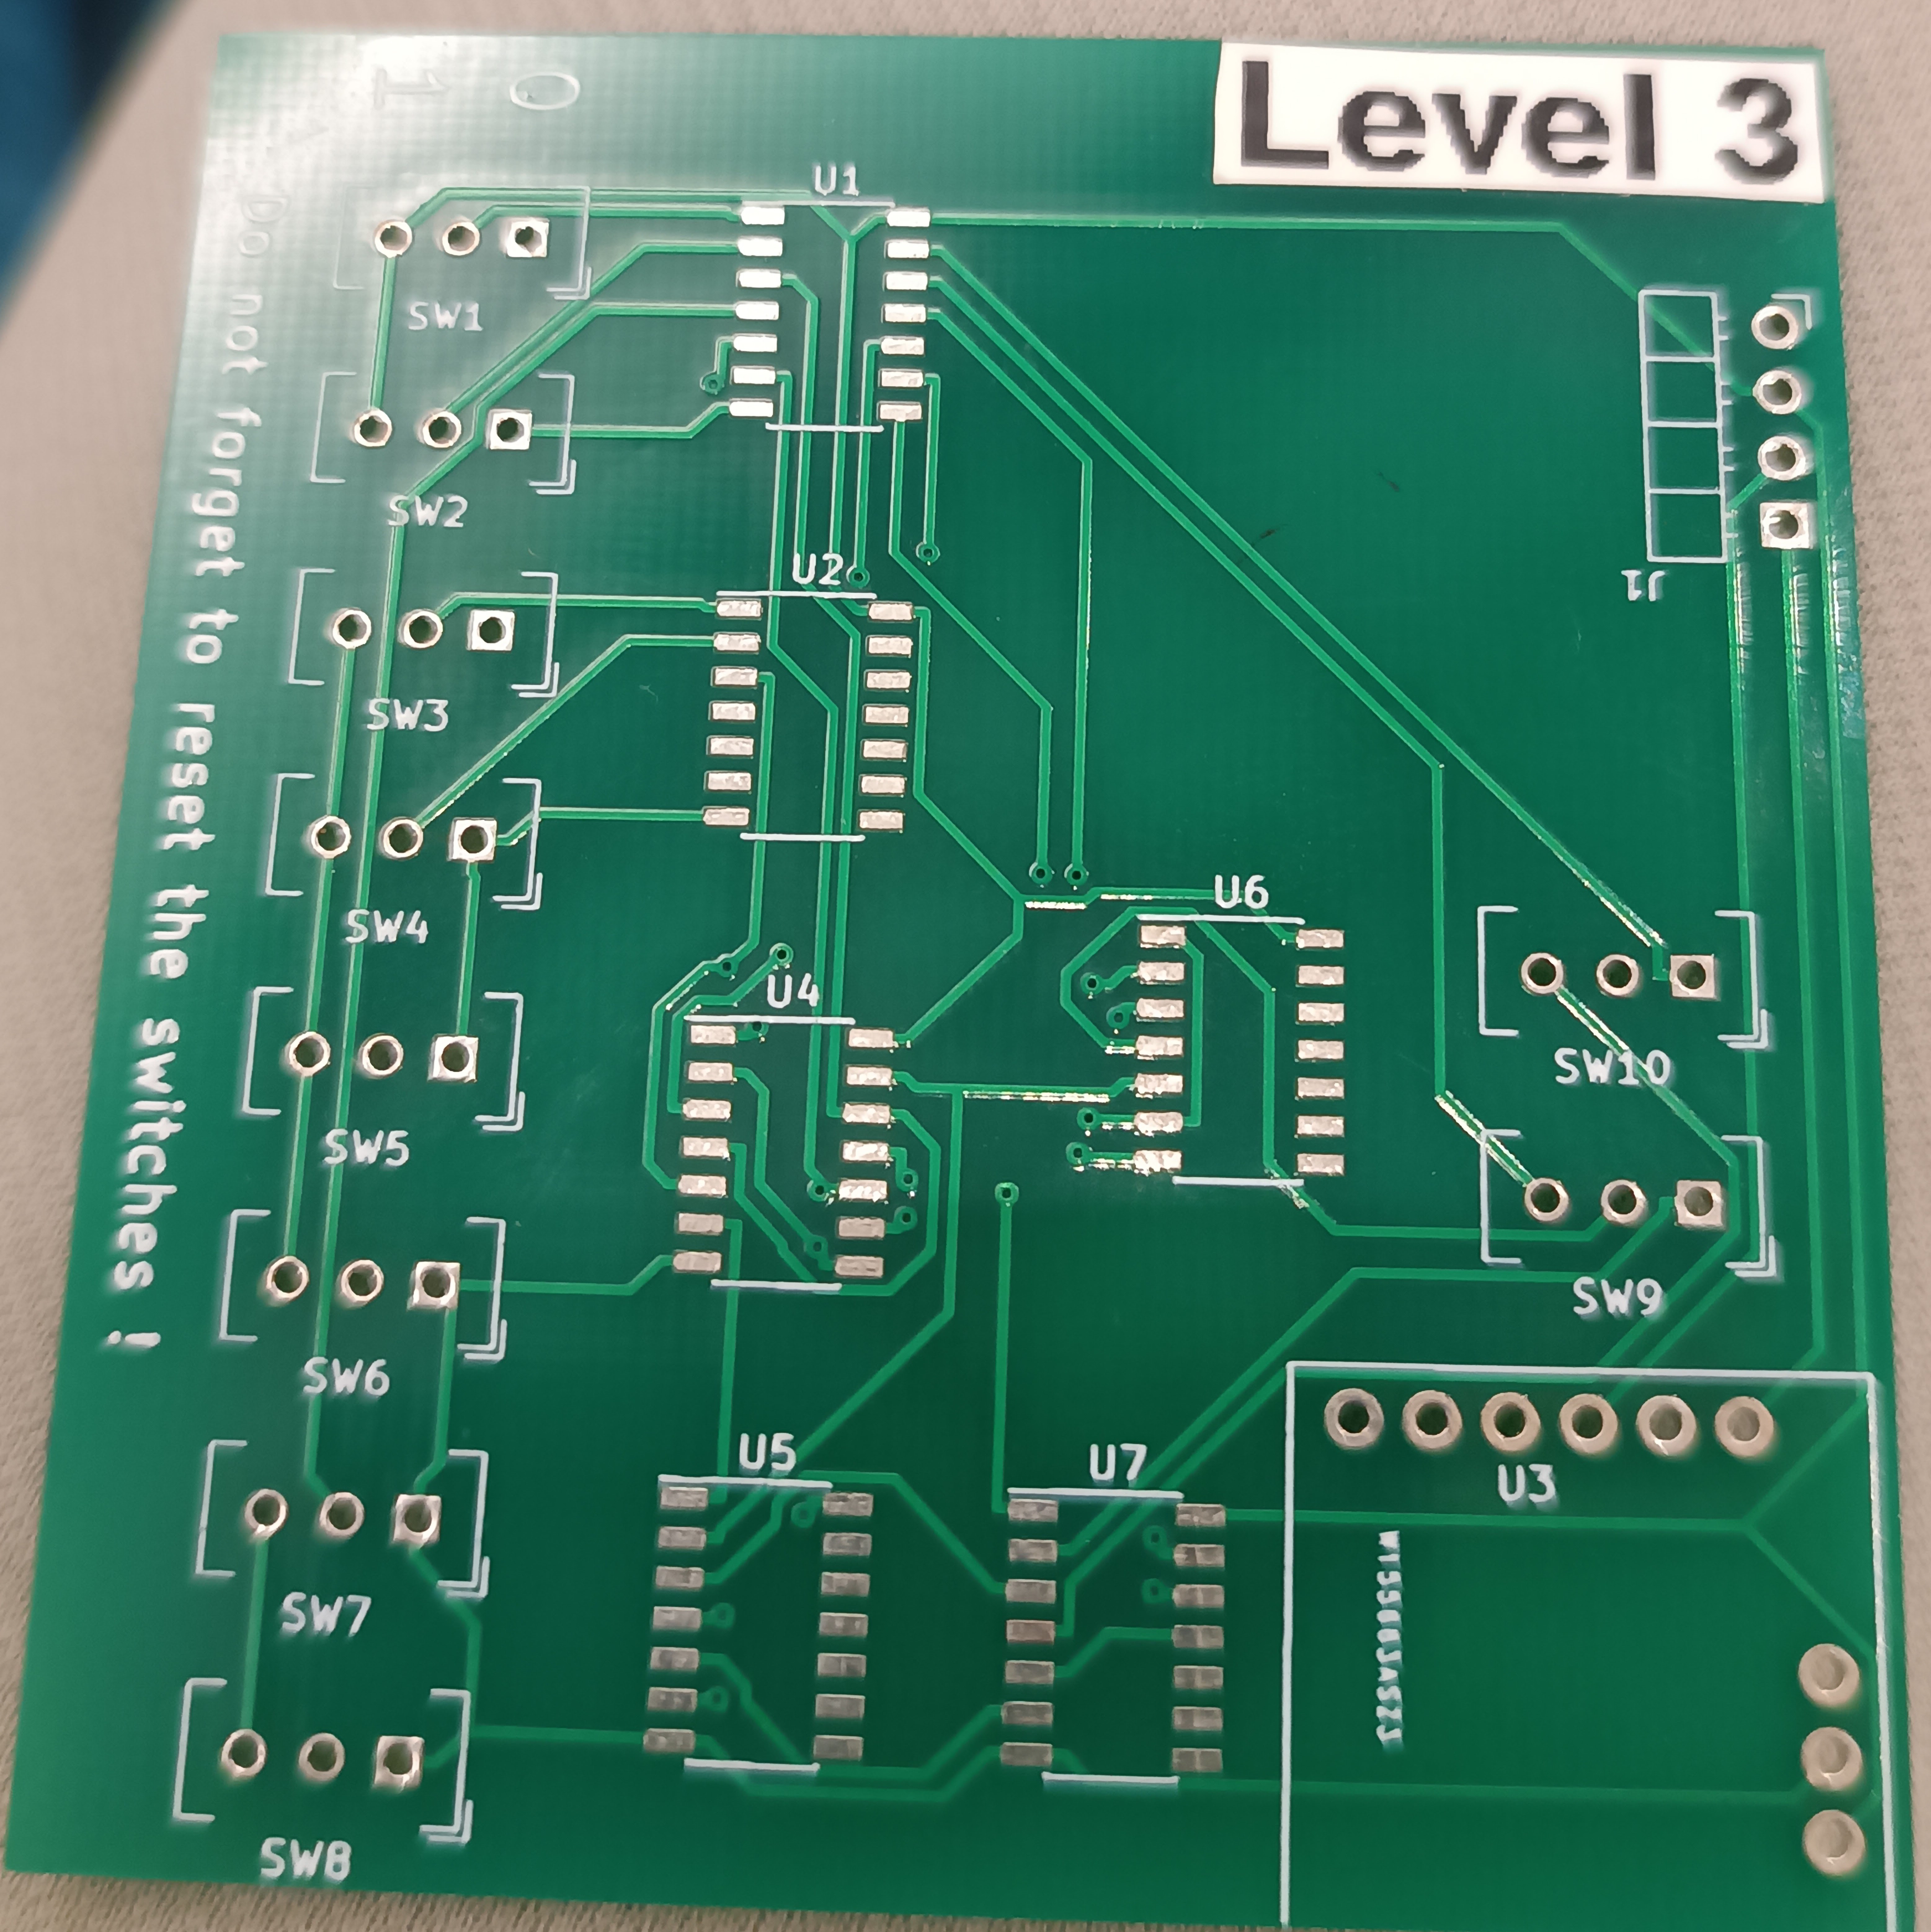 1 0
Level 3
Do not forget to reset the switches !
U1
SW1
SW2
U2
J1
SW3
SW4
U6
U4
SW10
SW5
SW9
SW6
U5
U7
U3
SW7
SW8